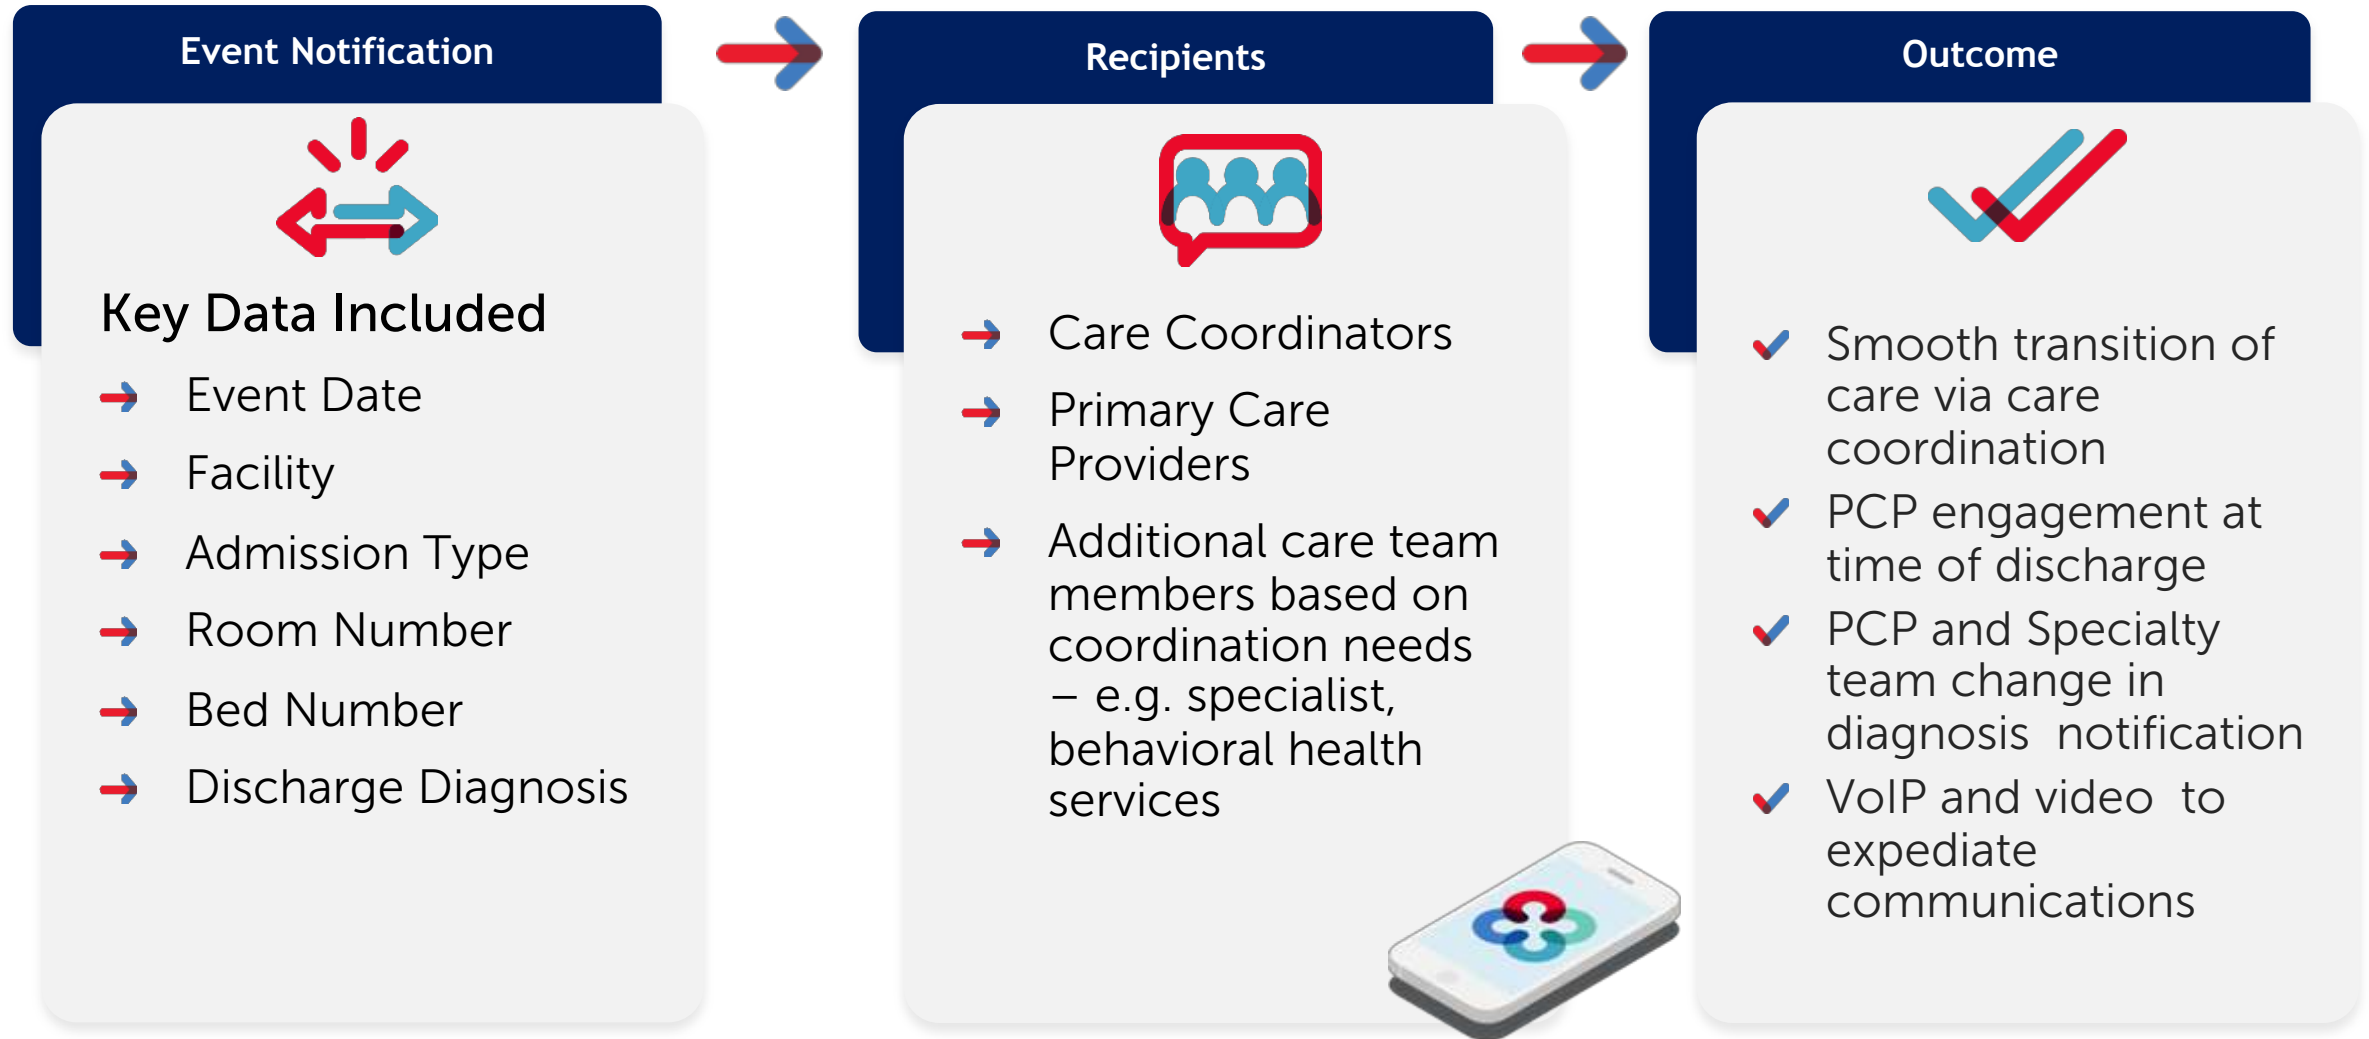 Event Notification
Key Data Included
Event Date
Facility
Admission Type
Room Number
Bed Number
Discharge Diagnosis
Recipients
Care Coordinators
Primary Care
Providers
Additional care team
members based on
coordination needs
– e.g. specialist,
behavioral health
services
Outcome
Smooth transition of
care via care
coordination
PCP engagement at
time of discharge
PCP and Specialty
team change in
diagnosis  notification
VoIP and video  to
expediate
communications